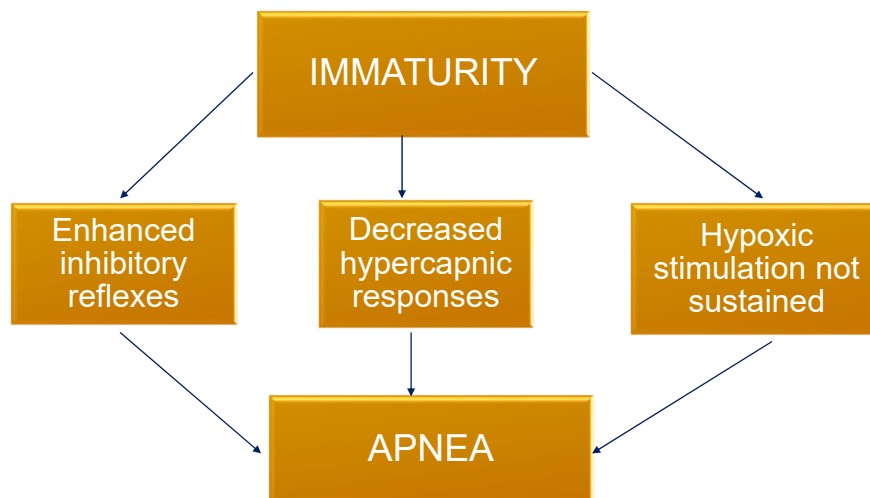 IMMATURITY
Enhanced
inhibitory
reflexes
Decreased
hypercapnic
responses
Hypoxic
stimulation not
sustained
APNEA